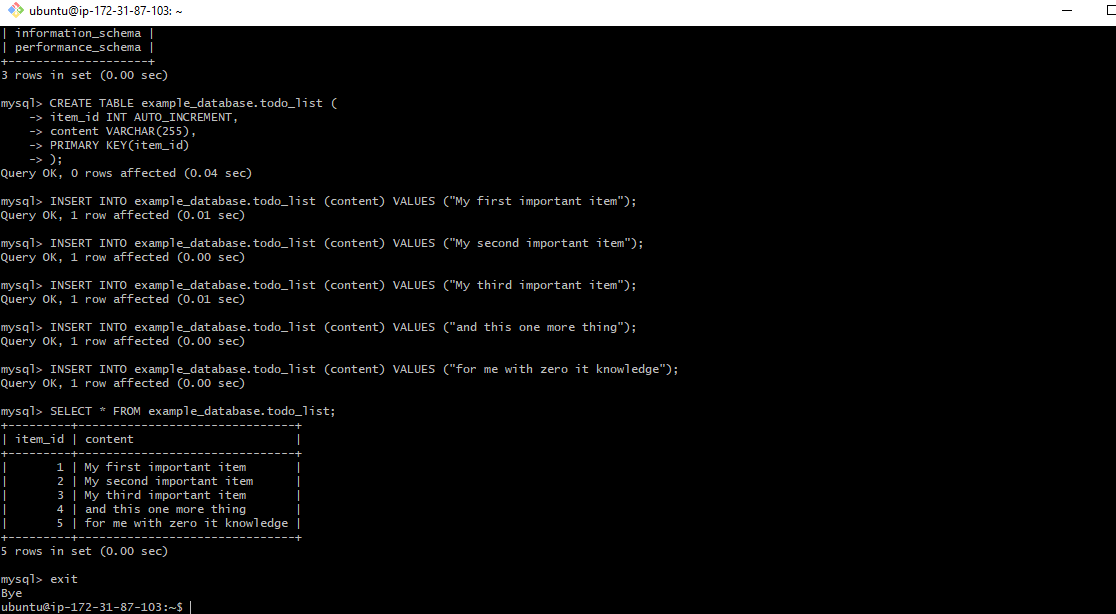 ubuntu@ip-172-31-87-103: ~
| information_schema |
| performance_schema |
+--------------------+
3 rows in set (0.00 sec)
mysql> CREATE TABLE example_database.todo_list (
    -> item_id INT AUTO_INCREMENT,
    -> content VARCHAR(255),
    -> PRIMARY KEY(item_id)
    -> );
Query OK, 0 rows affected (0.04 sec)
mysql> INSERT INTO example_database.todo_list (content) VALUES ("My first important item");
Query OK, 1 row affected (0.01 sec)
mysql> INSERT INTO example_database.todo_list (content) VALUES ("My second important item");
Query OK, 1 row affected (0.00 sec)
mysql> INSERT INTO example_database.todo_list (content) VALUES ("My third important item");
Query OK, 1 row affected (0.01 sec)
mysql> INSERT INTO example_database.todo_list (content) VALUES ("and this one more thing");
Query OK, 1 row affected (0.00 sec)
mysql> INSERT INTO example_database.todo_list (content) VALUES ("for me with zero it knowledge");
Query OK, 1 row affected (0.00 sec)
mysql> SELECT * FROM example_database.todo_list;
+---------+-------------------------------+
| item_id | content                       |
+---------+-------------------------------+
|       1 | My first important item       |
|       2 | My second important item      |
|       3 | My third important item       |
|       4 | and this one more thing       |
|       5 | for me with zero it knowledge |
+---------+-------------------------------+
5 rows in set (0.00 sec)
mysql> exit
Bye
ubuntu@ip-172-31-87-103:~$